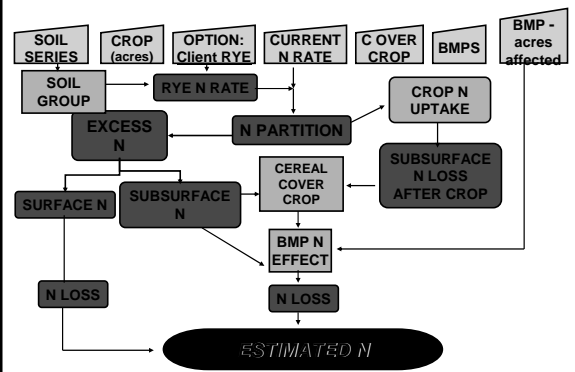 SOIL
SERIES
CROP
(acres)
OPTION:
Client RYE
CURRENT
N RATE
C OVER
CROP
BMPS
BMP -
acres
affected
SOIL
GROUP
RYE N RATE
CROP N
UPTAKE
EXCESS
N
N PARTITION
SUBSURFACE
N LOSS
AFTER CROP
CEREAL
COVER
CROP
SURFACE N
SUBSURFACE
N
BMP N
EFFECT
N LOSS
N LOSS
ESTIMATED N